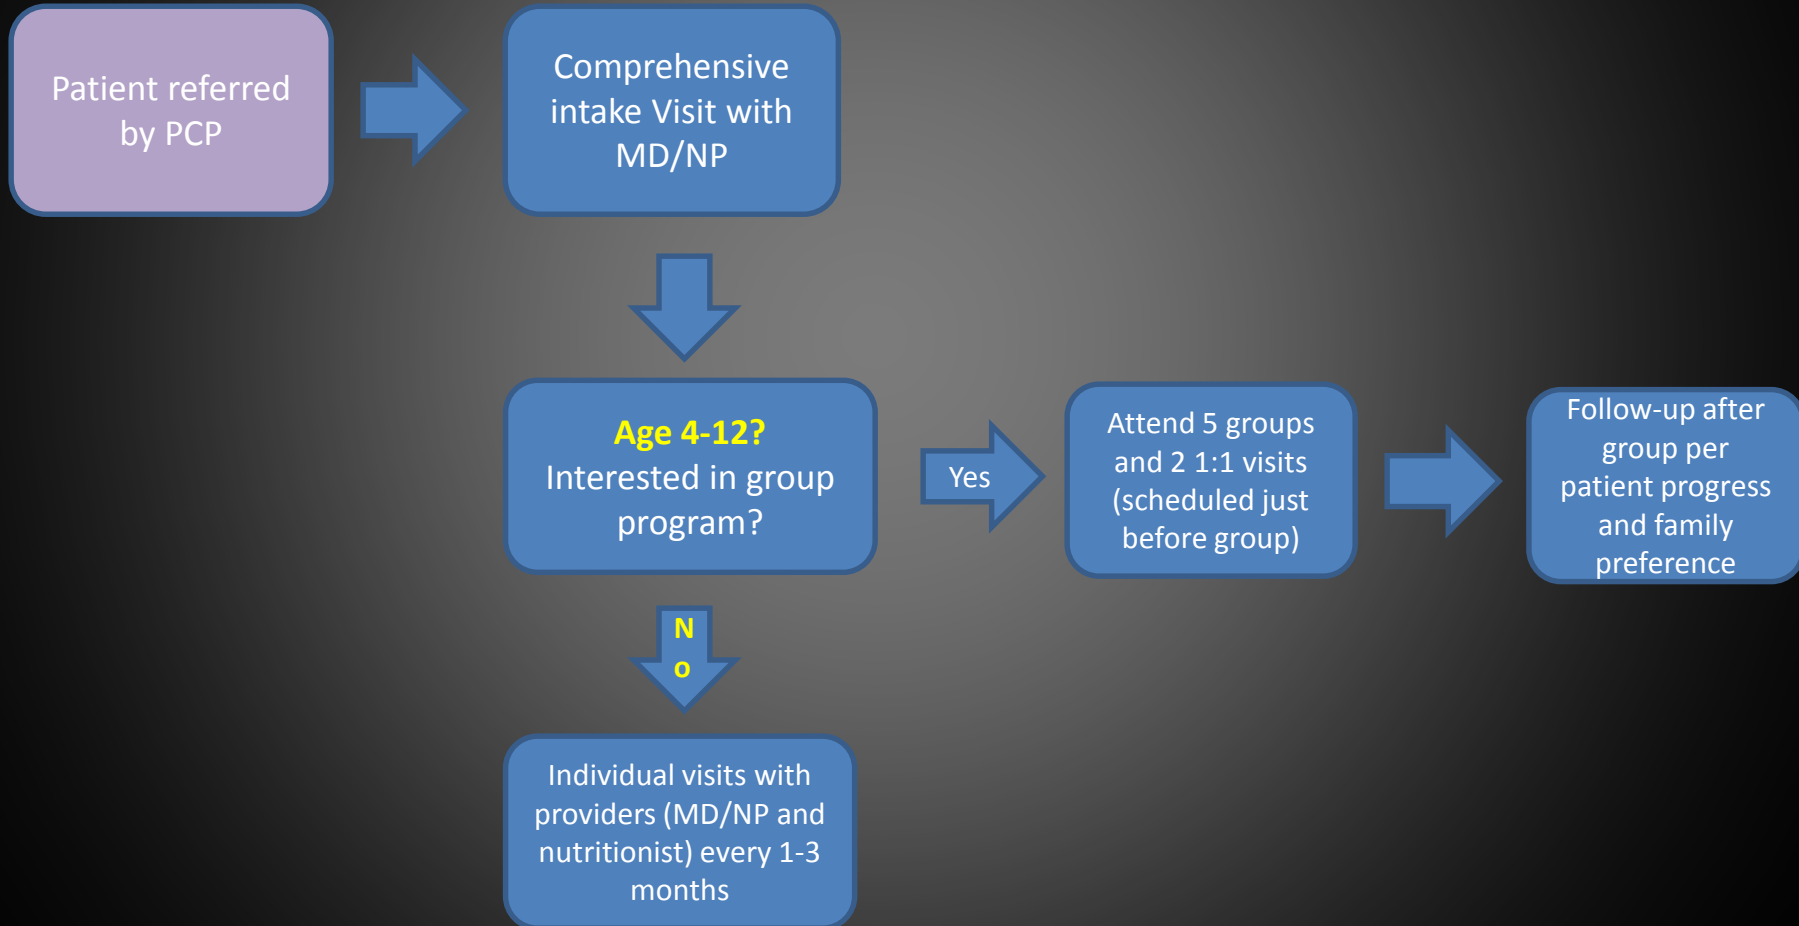 Patient referred
by PCP
Comprehensive
intake Visit with
MD/NP
Age 4-12?
Interested in group
program?
Yes
Attend 5 groups
and 2 1:1 visits
(scheduled just
before group)
Follow-up after
group per
patient progress
and family
preference
N
o
Individual visits with
providers (MD/NP and
nutritionist) every 1-3
months